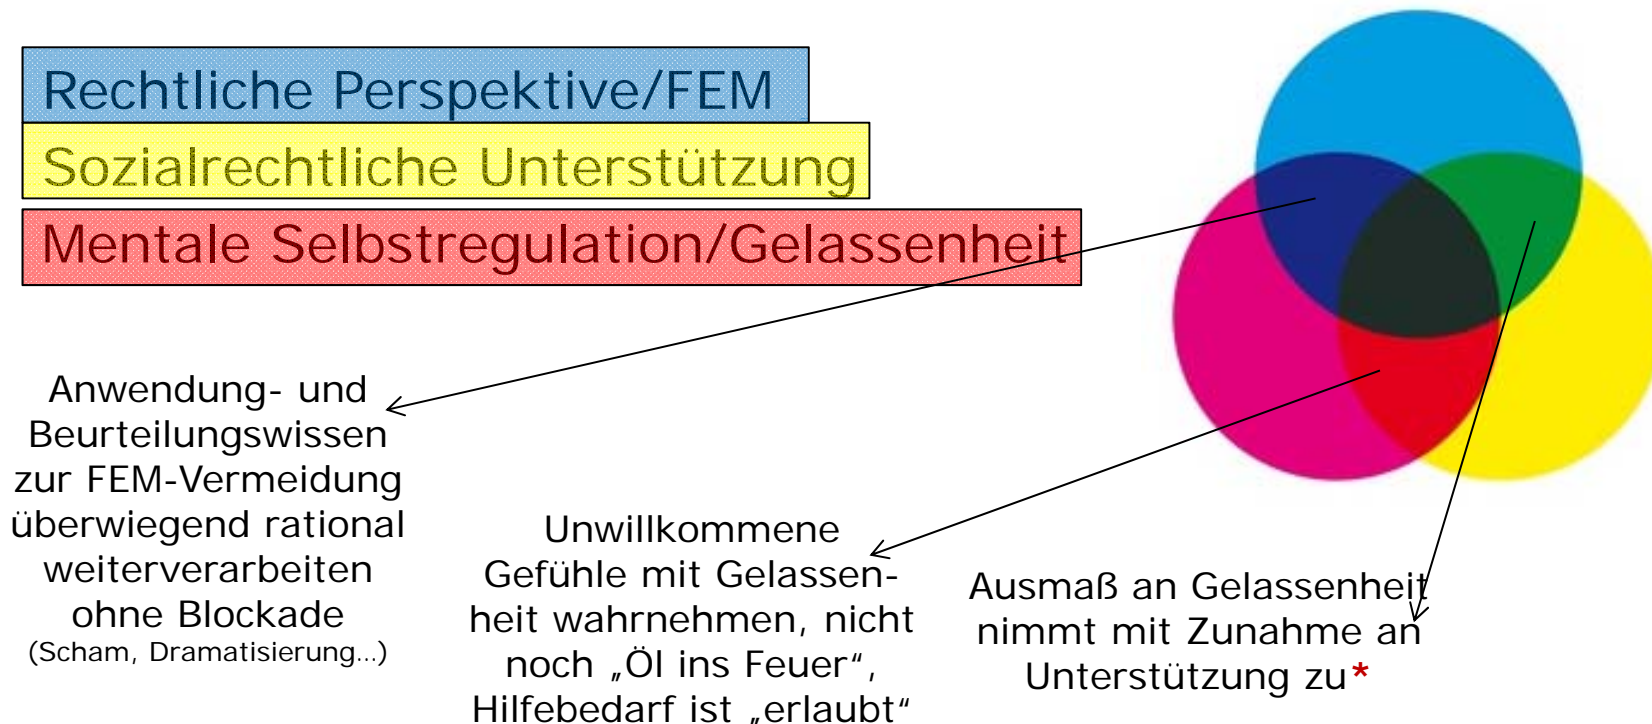 Rechtliche Perspektive/FEM
Sozialrechtliche Unterstützung
Mentale Selbstregulation/Gelassenheit
Anwendung- und
Beurteilungswissen
zur FEM-Vermeidung
überwiegend rational
weiterverarbeiten
ohne Blockade
(Scham, Dramatisierung…)
Unwillkommene
Gefühle mit Gelassen-
heit wahrnehmen, nicht
noch „Öl ins Feuer“,
Hilfebedarf ist „erlaubt“
Ausmaß an Gelassenheit
nimmt mit Zunahme an
Unterstützung zu*